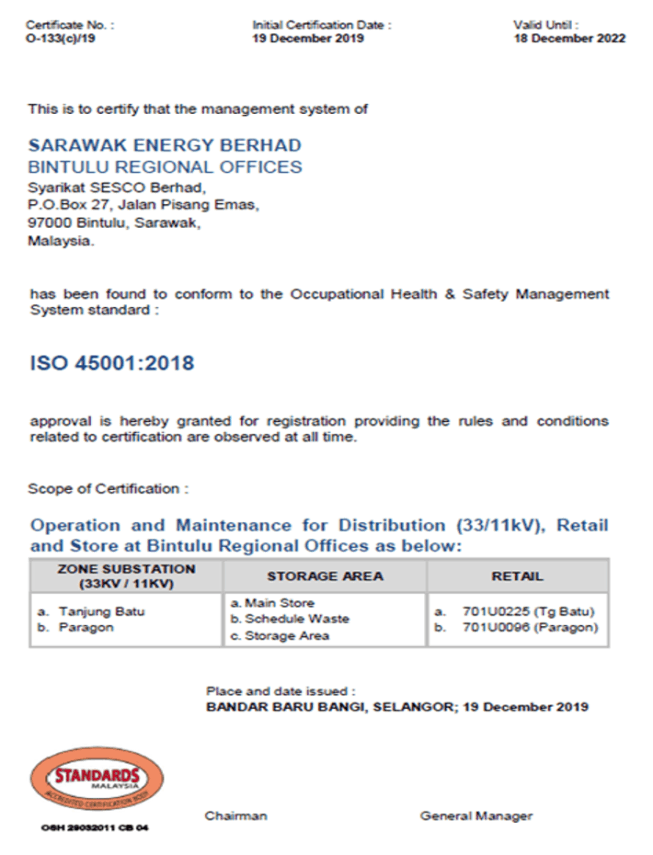 Certificate No. :
O-133(c)/19
Initial Certification Date :
19 December 2019
Valid Until :
18 December 2022
This is to certify that the management system of
SARAWAK ENERGY BERHAD
BINTULU REGIONAL OFFICES
Syarikat SESCO Berhad,
P.O.Box 27, Jalan Pisang Emas,
97000 Bintulu, Sarawak,
Malaysia.
has been found to conform to the Occupational Health & Safety Management
System standard :
ISO 45001:2018
approval is hereby granted for registration providing the rules and conditions
related to certification are observed at all time.
Scope of Certification :
Operation and Maintenance for Distribution (33/11kV), Retail
and Store at Bintulu Regional Offices as below:
ZONE SUBSTATION
(33KV / 11KV)
STORAGE AREA
RETAIL
a. Tanjung Batu
b. Paragon
a. Main Store
b. Schedule Waste
c. Storage Area
a. 701U0225 (Tg Batu)
b. 701U0096 (Paragon)
Place and date issued :
BANDAR BARU BANGI, SELANGOR; 19 December 2019
STANDARDS
MALAYSIA
ACCREDITED CERTIFICATION BODY
OSH 29032011 CB 04
Chairman
General Manager